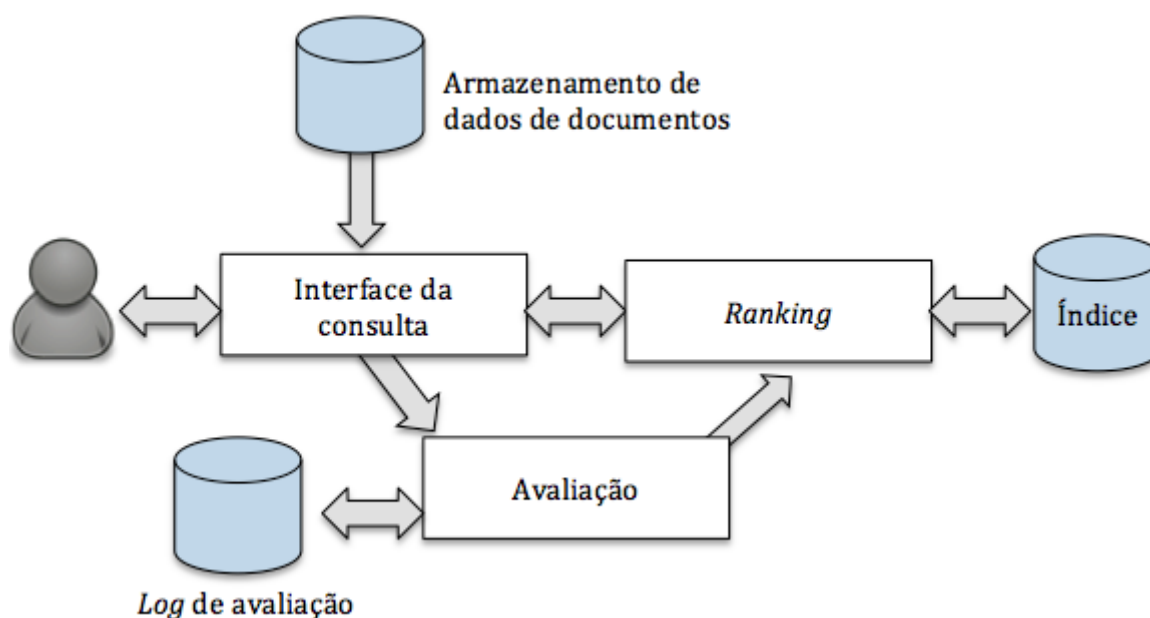 Armazenamento de
dados de documentos
Interface da
consulta
Ranking
Índice
Avaliação
Log de avaliação